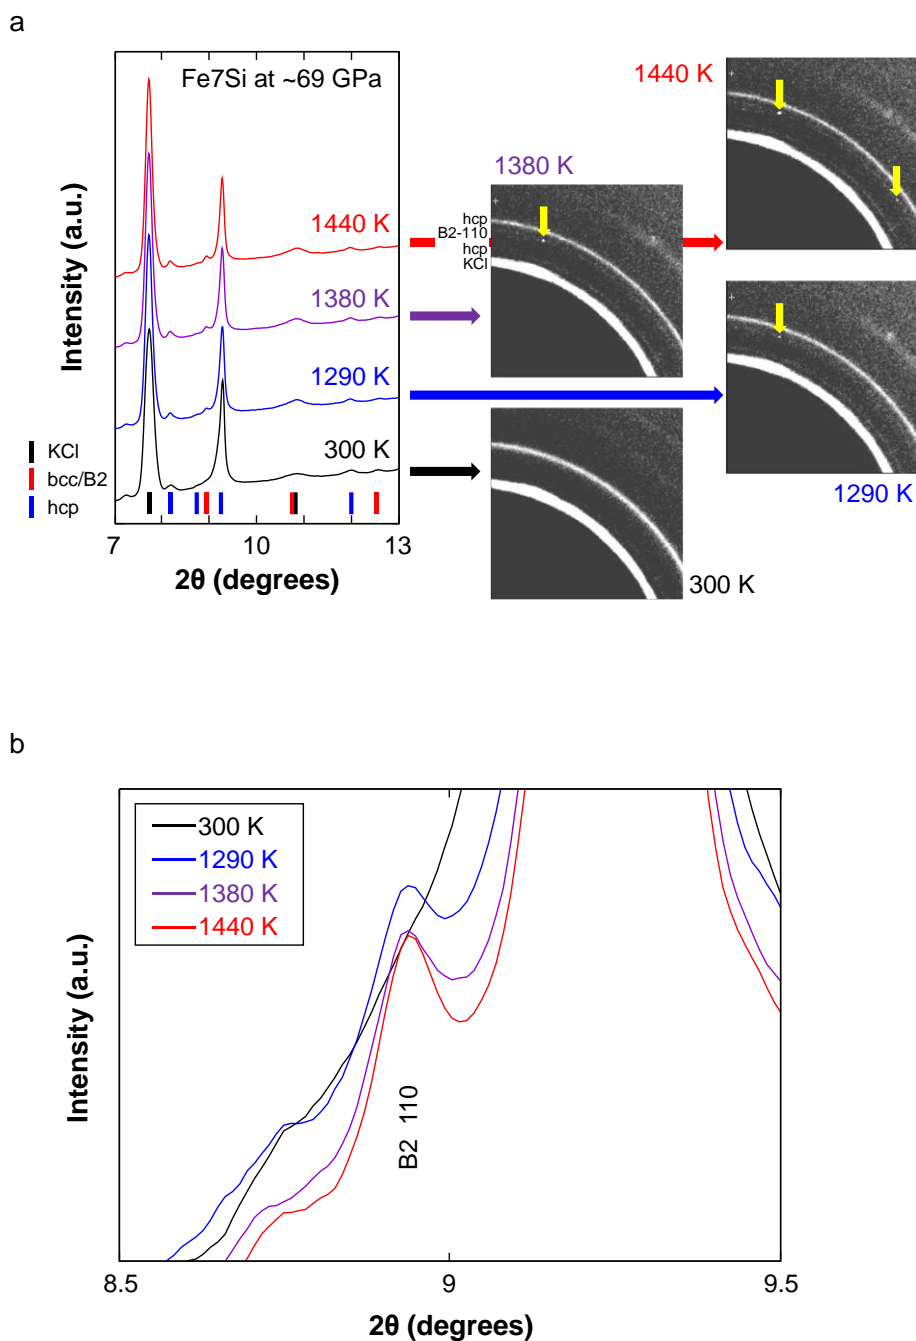 a
Fe7Si at ~69 GPa
Intensity (a.u.)
1440 K
1380 K
1290 K
300 K
KCl
bcc/B2
hcp
7
10
13
2θ (degrees)
1440 K
1380 K
hcp
B2-110
hcp
KCl
1290 K
300 K
b
Intensity (a.u.)
300 K
1290 K
1380 K
1440 K
B2 110
8.5
9
9.5
2θ (degrees)